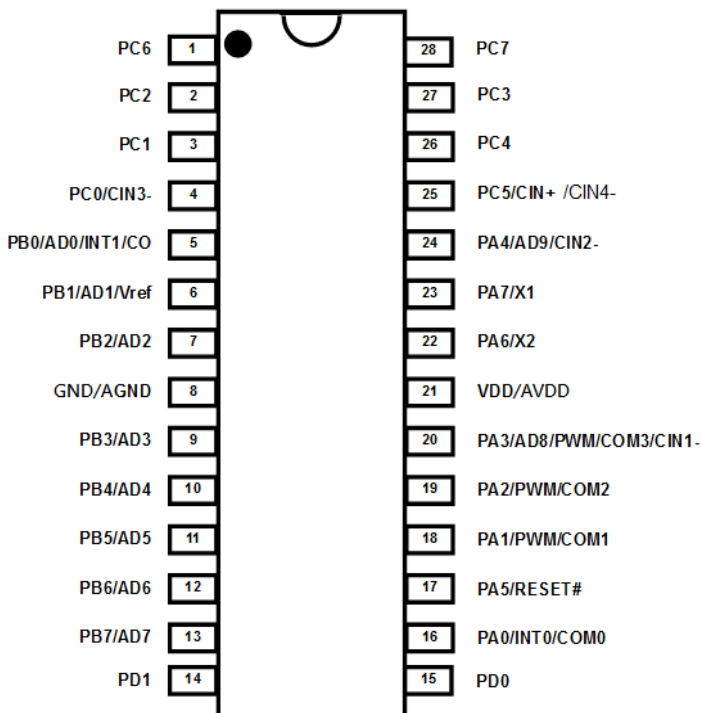 PC6 1 28 PC7
PC2 2 27 PC3
PC1 3 26 PC4
PC0/CIN3- 4 25 PC5/CIN+ /CIN4-
PB0/AD0/INT1/CO 5 24 PA4/AD9/CIN2-
PB1/AD1/Vref 6 23 PA7/X1
PB2/AD2 7 22 PA6/X2
GND/AGND 8 21 VDD/AVDD
PB3/AD3 9 20 PA3/AD8/PWM/COM3/CIN1-
PB4/AD4 10 19 PA2/PWM/COM2
PB5/AD5 11 18 PA1/PWM/COM1
PB6/AD6 12 17 PA5/RESET#
PB7/AD7 13 16 PA0/INT0/COM0
PD1 14 15 PD0